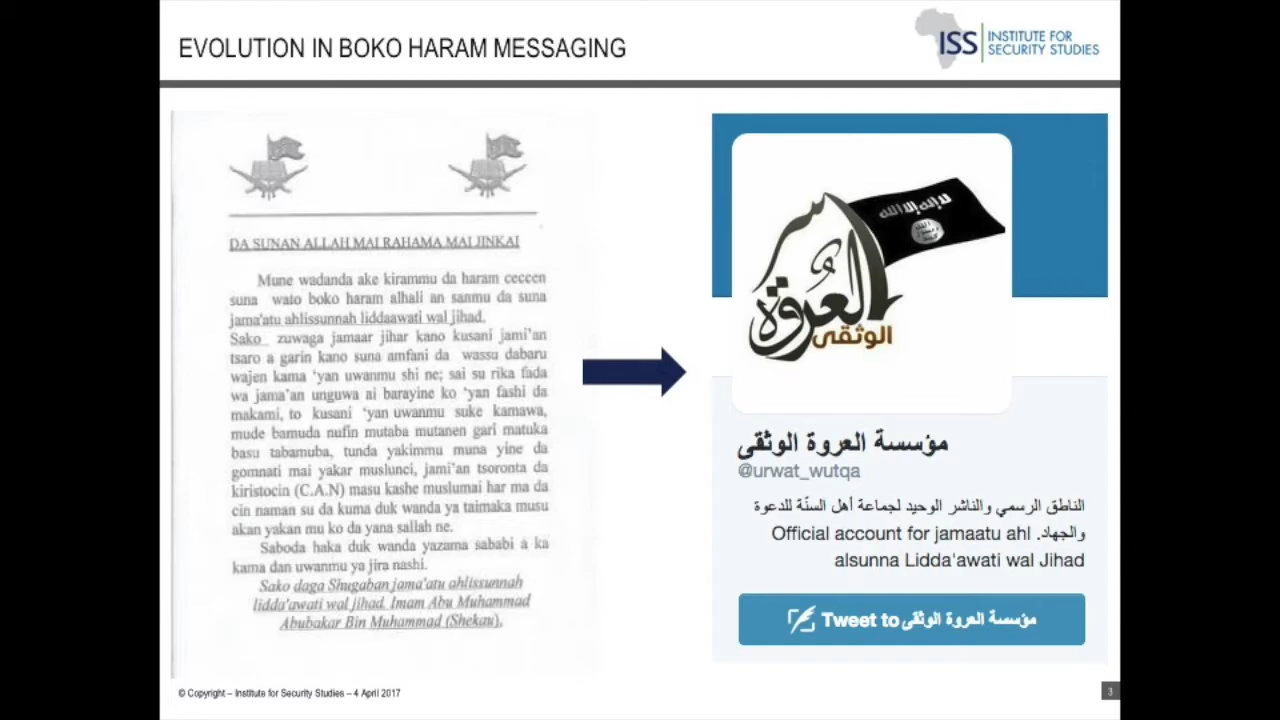 EVOLUTION IN BOKO HARAM MESSAGING
ISS
INSTITUTE FOR
SECURITY STUDIES
DA SUNAN ALLAH MAI RAHAMA MAI JINKAI
Mune wadanda ake kirammu da haram ceccen
suna wato boko haram alhali an sanmu da suna
jama'atu ahlissunnah liddaawati wal jihad.
Sako zuwaga jamaar jihar kano kusani jami'an
tsaro a garin kano suna amfani da wassu dabaru
wajen kama 'yan uwanmu shi ne; sai su rika fada
wa jama'an unguwa ai barayine ko 'yan fashi da
makami, to kusani 'yan uwanmu suke kamawa,
mude bamuda nufin mutaba mutanen gari matuka
basu tabamuba, tunda yakimmu muna yine da
gomnati mai yakar muslunci, jami'an tsoronta da
kiristocin (C.A.N) masu kashe muslumai har ma da
cin naman su da kuma duk wanda ya taimaka musu
akan yakan mu ko da yana sallah ne.
Saboda haka duk wanda yazama sababi a ka
kama dan uwanmu ya jira nashi.
Sako daga Shugaban jama'atu ahlissunnah
lidda'awati wal jihad. Imam Abu Muhammad
Abubakar Bin Muhammad (Shekau).
لا إله إلا الله
العروة
الوثقى
مؤسسة العروة الوثقى
@urwat_wutqa
الناطق الرسمي والناشر الوحيد لجماعة أهل السنّة للدعوة
والجهاد. Official account for jamaatu ahl
alsunna Lidda'awati wal Jihad
Tweet to مؤسسة العروة الوثقى
© Copyright – Institute for Security Studies – 4 April 2017
3